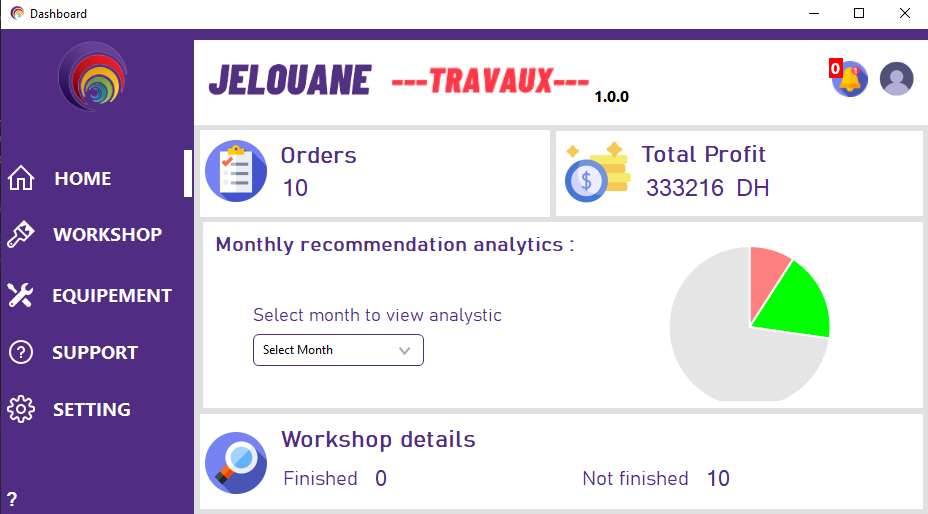 Dashboard
JELOUANE ---TRAVAUX--- 1.0.0
0
HOME
WORKSHOP
EQUIPEMENT
SUPPORT
SETTING
?
Orders
10
Total Profit
333216 DH
Monthly recommendation analytics :
Select month to view analystic
Select Month
Workshop details
Finished 0
Not finished 10